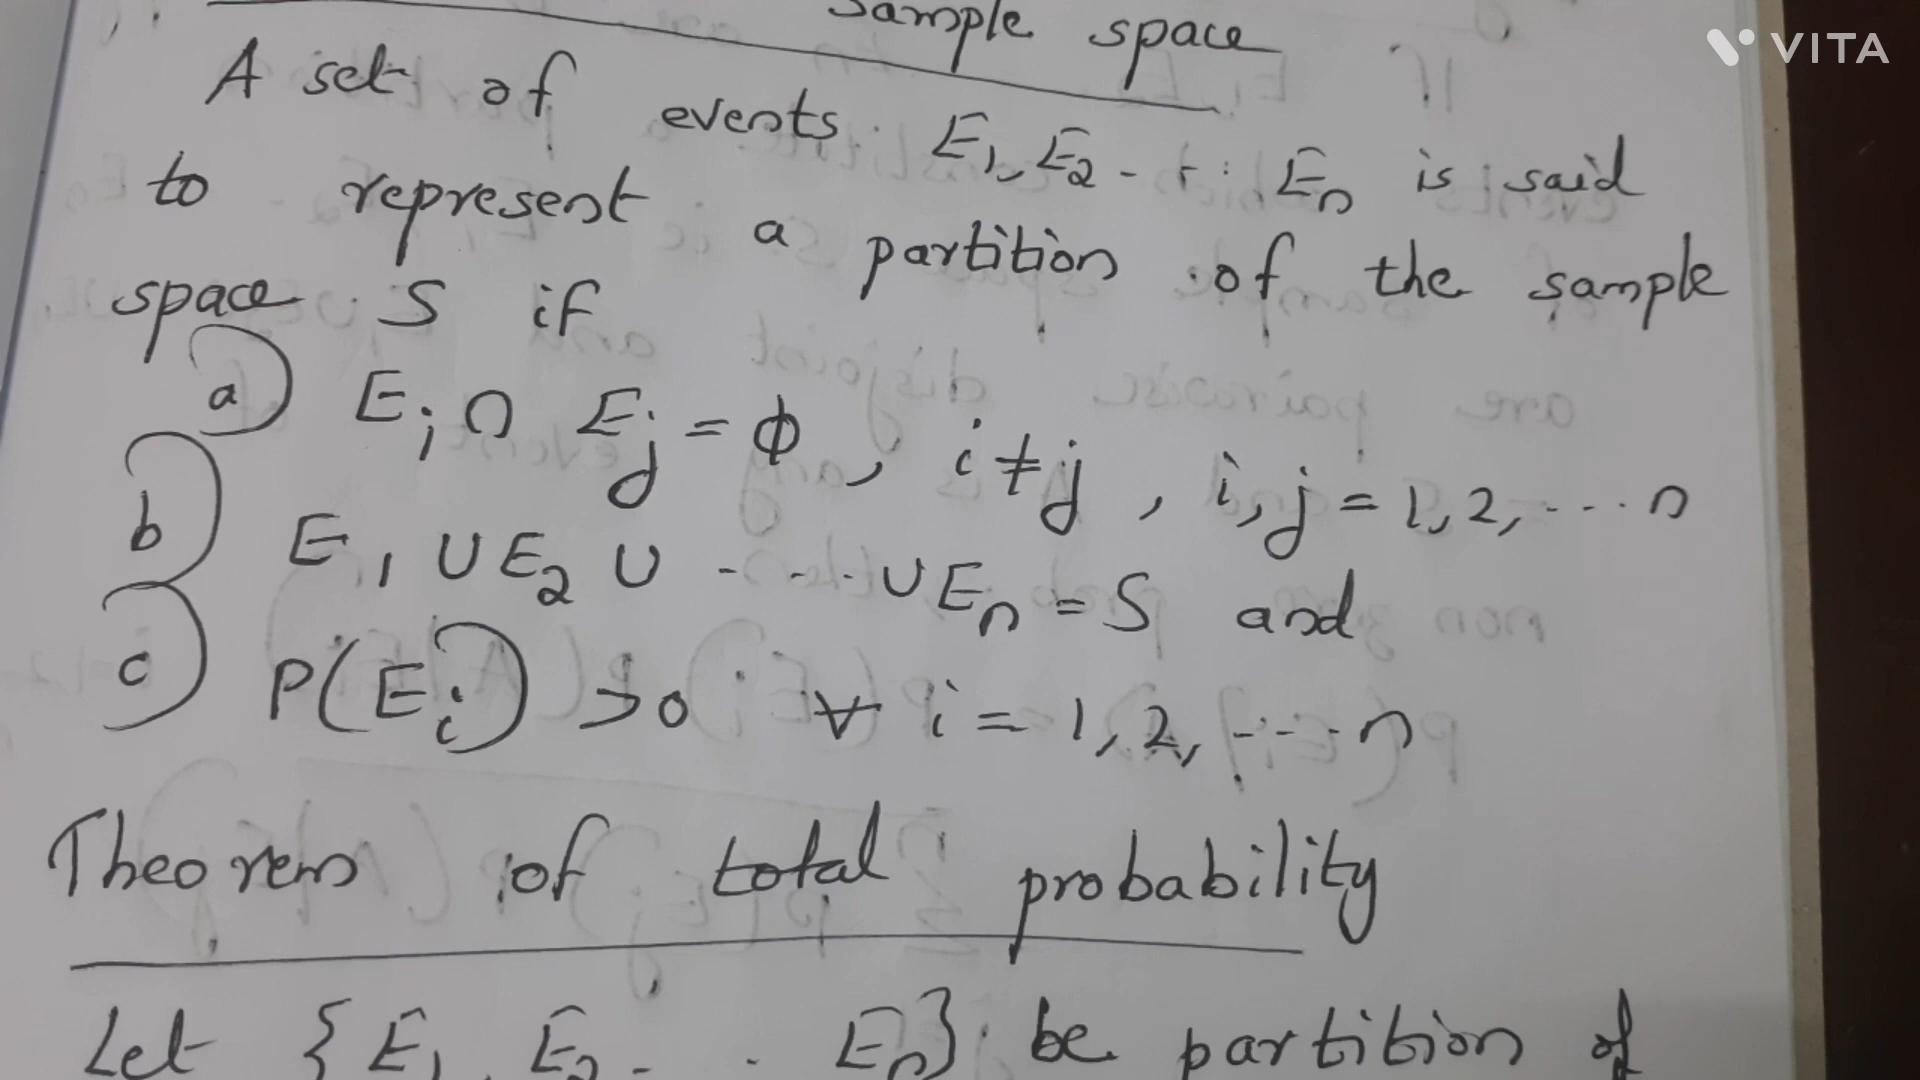 sample space
VITA
A set of events E₁, E₂ - . . Eₙ is said
to represent a partition of the sample
space S if
a) Eᵢ ∩ Eⱼ = ϕ, i ≠ j, i, j = 1, 2, ---- n
b) E₁ ∪ E₂ ∪ ---- ∪ Eₙ = S and
c) P(Eᵢ) > 0 ∀ i = 1, 2, ---- n
Theorem of total probability
Let {E₁, E₂ - . Eₙ} be partition of